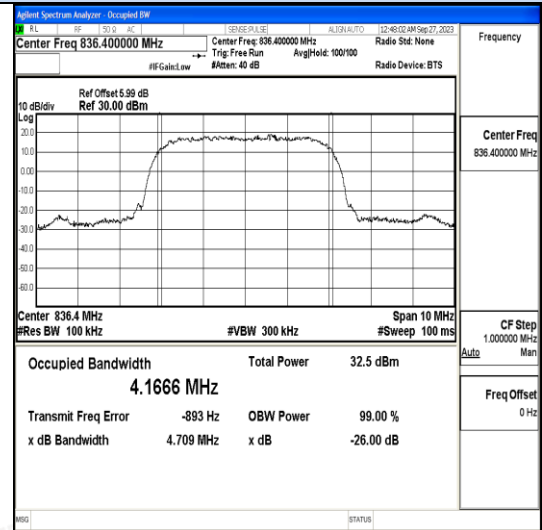 Agilent Spectrum Analyzer - Occupied BW
RL RF 50 Ω AC SENSE:PULSE ALIGN AUTO 12:48:02 AM Sep 27, 2023
Center Freq 836.400000 MHz
Center Freq: 836.400000 MHz Radio Std: None
Trig: Free Run Avg|Hold: 100/100
#IFGain:Low #Atten: 40 dB Radio Device: BTS
Frequency
Ref Offset 5.99 dB
10 dB/div Ref 30.00 dBm
Log
20.0
10.0
0.00
-10.0
-20.0
-30.0
-40.0
-50.0
-60.0
Center Freq
836.400000 MHz
Center 836.4 MHz Span 10 MHz
#Res BW 100 kHz #VBW 300 kHz #Sweep 100 ms
CF Step
1.000000 MHz
Auto Man
Occupied Bandwidth Total Power 32.5 dBm
4.1666 MHz
Transmit Freq Error -893 Hz OBW Power 99.00 %
x dB Bandwidth 4.709 MHz x dB -26.00 dB
Freq Offset
0 Hz
MSG STATUS